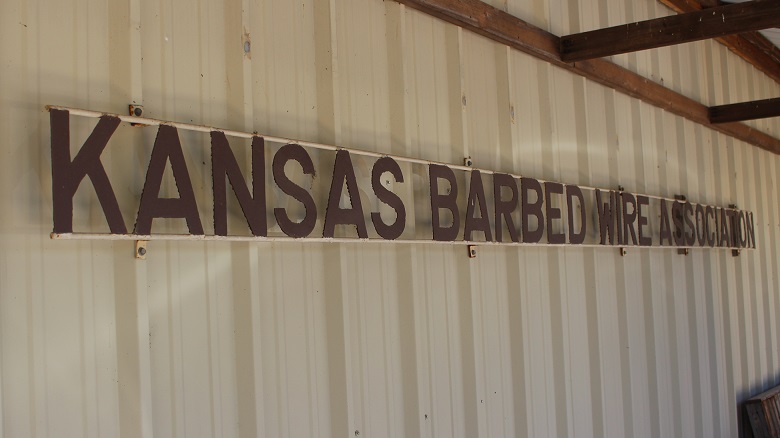 KANSAS BARBED WIRE ASSOCIATION